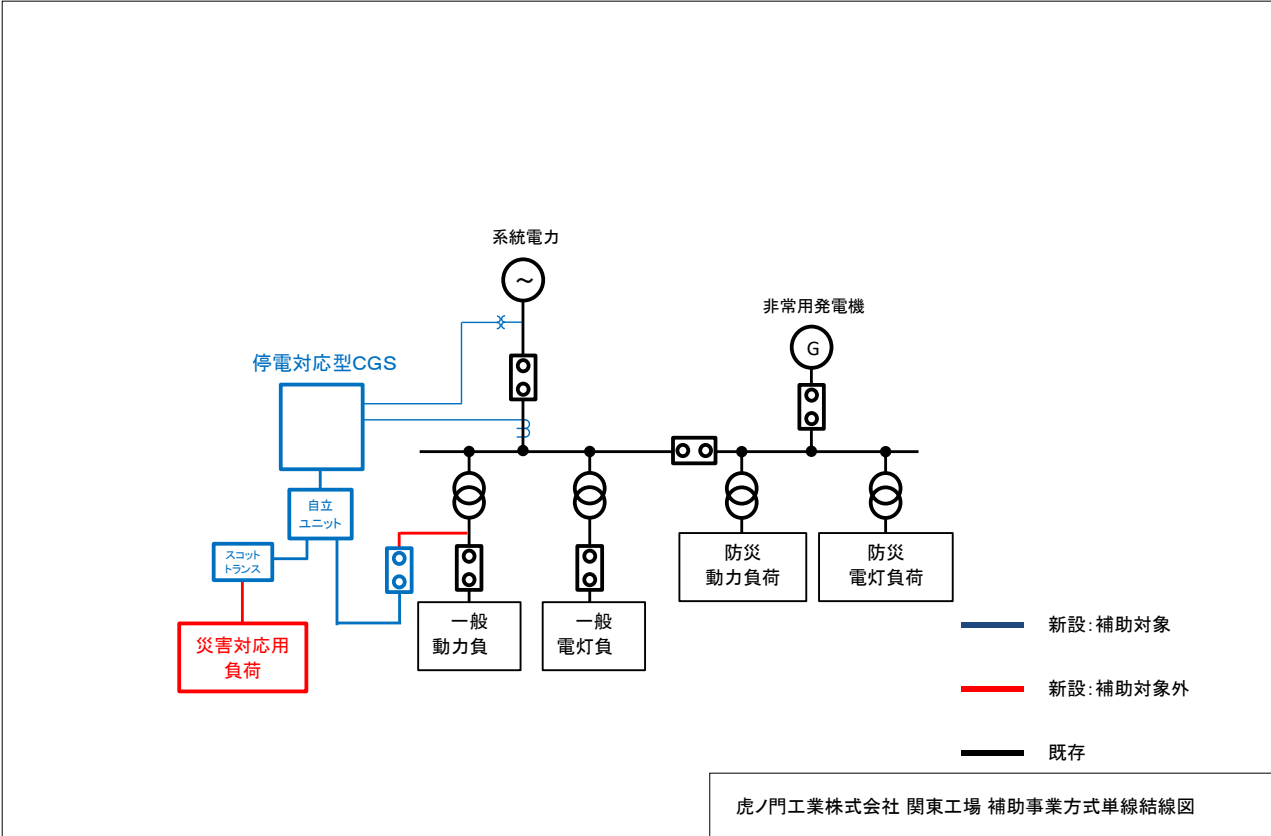 系統電力
～
非常用発電機
G
停電対応型CGS
自立
ユニット
スコット
トランス
災害対応用
負荷
一般
動力負
一般
電灯負
防災
動力負荷
防災
電灯負荷
新設：補助対象
新設：補助対象外
既存
虎ノ門工業株式会社 関東工場 補助事業方式単線結線図